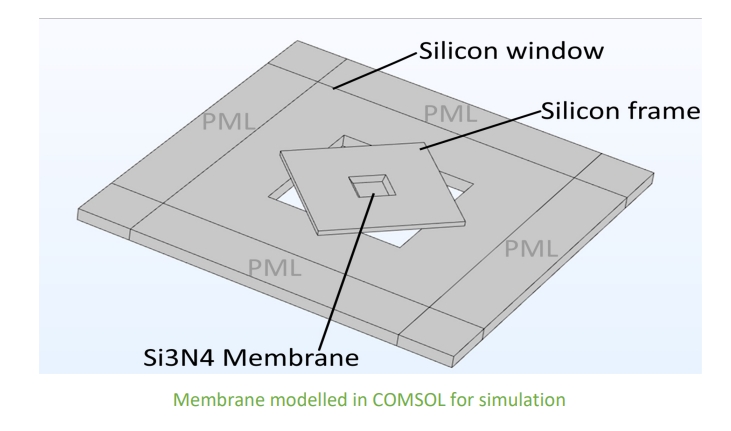 Silicon window
PML
PML
Silicon frame
PML
PML
Si3N4 Membrane
Membrane modelled in COMSOL for simulation